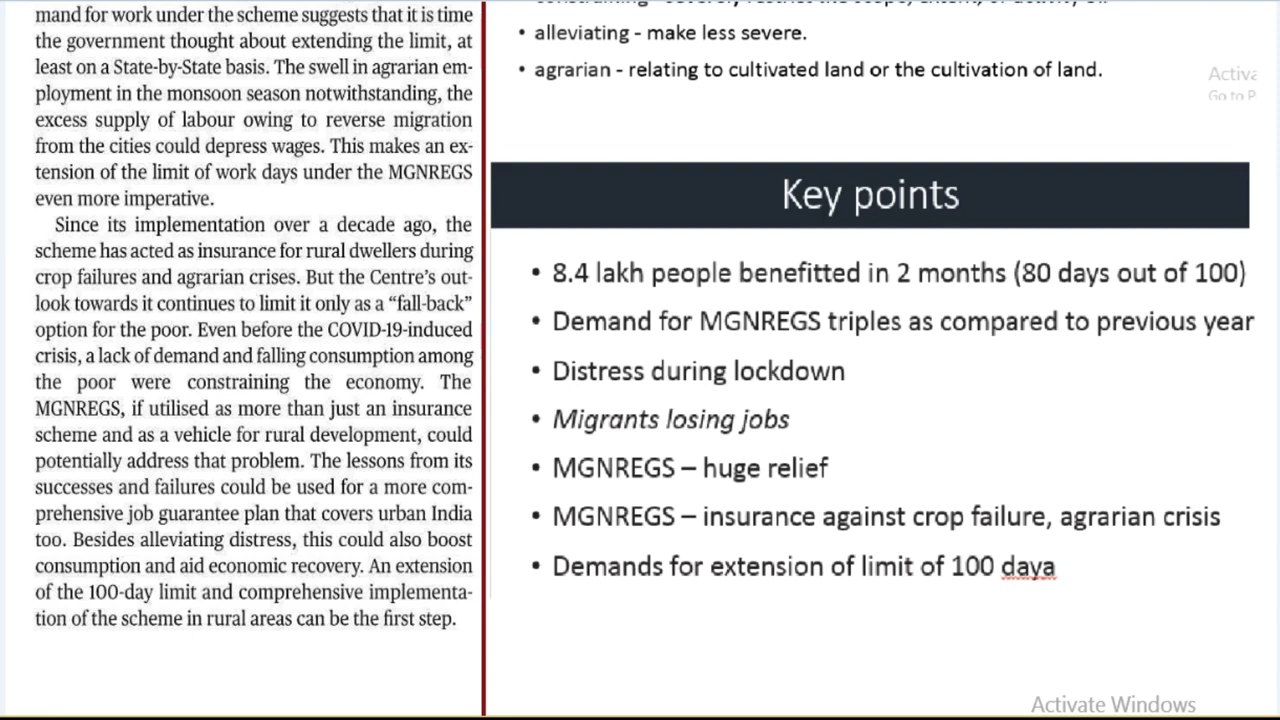 mand for work under the scheme suggests that it is time
the government thought about extending the limit, at
least on a State-by-State basis. The swell in agrarian em-
ployment in the monsoon season notwithstanding, the
excess supply of labour owing to reverse migration
from the cities could depress wages. This makes an ex-
tension of the limit of work days under the MGNREGS
even more imperative.
Since its implementation over a decade ago, the
scheme has acted as insurance for rural dwellers during
crop failures and agrarian crises. But the Centre's out-
look towards it continues to limit it only as a “fall-back”
option for the poor. Even before the COVID-19-induced
crisis, a lack of demand and falling consumption among
the poor were constraining the economy. The
MGNREGS, if utilised as more than just an insurance
scheme and as a vehicle for rural development, could
potentially address that problem. The lessons from its
successes and failures could be used for a more com-
prehensive job guarantee plan that covers urban India
too. Besides alleviating distress, this could also boost
consumption and aid economic recovery. An extension
of the 100-day limit and comprehensive implementa-
tion of the scheme in rural areas can be the first step.
• alleviating - make less severe.
• agrarian - relating to cultivated land or the cultivation of land.
Key points
• 8.4 lakh people benefitted in 2 months (80 days out of 100)
• Demand for MGNREGS triples as compared to previous year
• Distress during lockdown
• Migrants losing jobs
• MGNREGS – huge relief
• MGNREGS – insurance against crop failure, agrarian crisis
• Demands for extension of limit of 100 daya
Go to P
Activate Windows